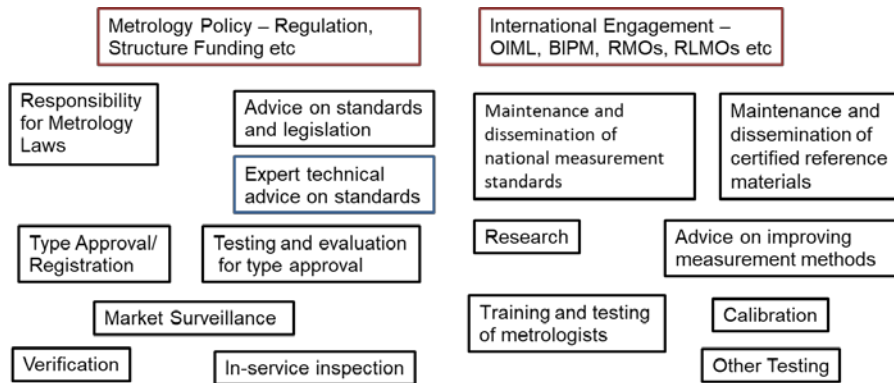 Metrology Policy – Regulation,
Structure Funding etc
International Engagement –
OIML, BIPM, RMOs, RLMOs etc
Responsibility
for Metrology
Laws
Advice on standards
and legislation
Expert technical
advice on standards
Maintenance and
dissemination of
national measurement
standards
Maintenance and
dissemination of
certified reference
materials
Type Approval/
Registration
Testing and evaluation
for type approval
Research
Advice on improving
measurement methods
Market Surveillance
Training and testing
of metrologists
Calibration
Verification
In-service inspection
Other Testing